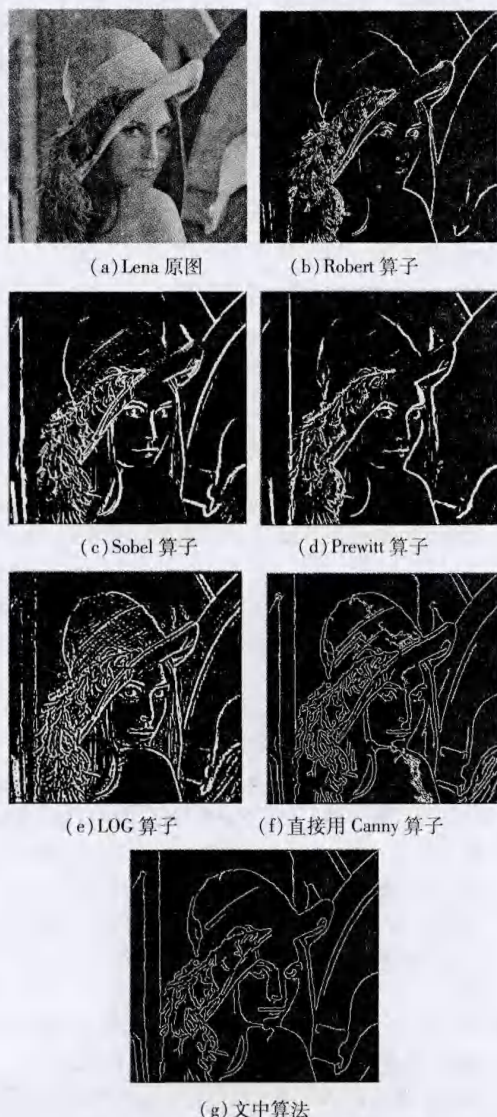 (a)Lena 原图
(b)Robert 算子
(c)Sobel 算子
(d)Prewitt 算子
(e)LOG 算子
(f)直接用 Canny 算子
(g)文中算法